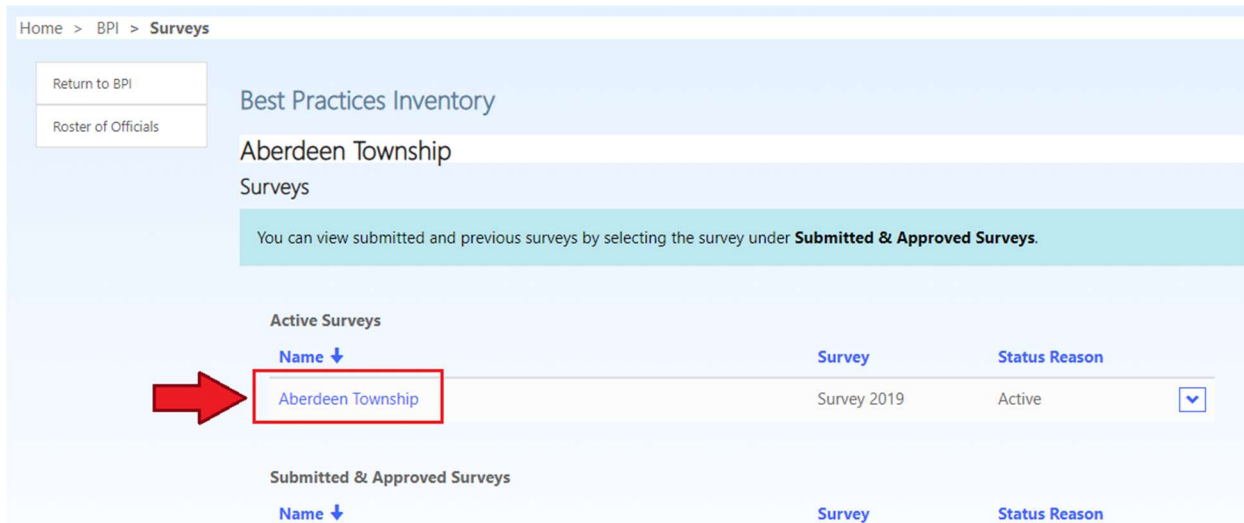 Home > BPI > Surveys
Return to BPI
Roster of Officials
Best Practices Inventory
Aberdeen Township
Surveys
You can view submitted and previous surveys by selecting the survey under Submitted & Approved Surveys.
Active Surveys
Name Survey Status Reason
Aberdeen Township Survey 2019 Active
Submitted & Approved Surveys
Name Survey Status Reason